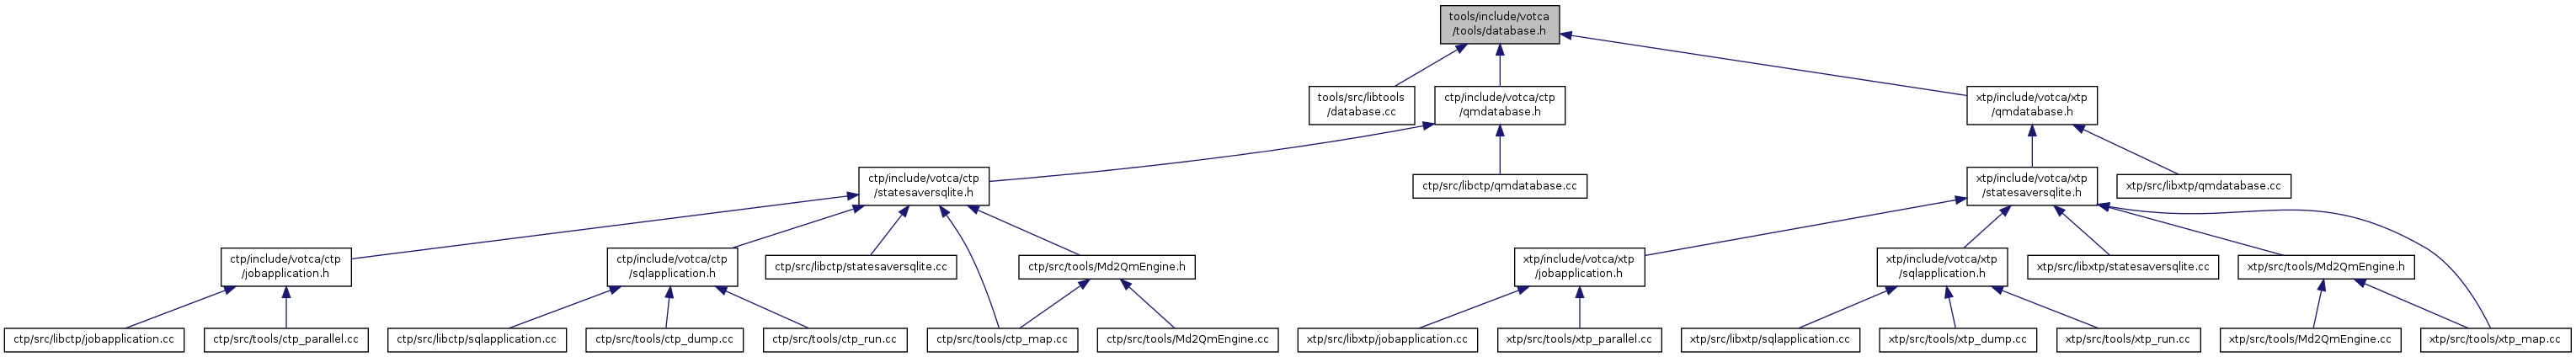 tools/include/votca
/tools/database.h
tools/src/libtools
/database.cc
ctp/include/votca/ctp
/qmdatabase.h
xtp/include/votca/xtp
/qmdatabase.h
ctp/include/votca/ctp
/statesaversqlite.h
ctp/src/libctp/qmdatabase.cc
xtp/include/votca/xtp
/statesaversqlite.h
xtp/src/libxtp/qmdatabase.cc
ctp/include/votca/ctp
/jobapplication.h
ctp/include/votca/ctp
/sqlapplication.h
ctp/src/libctp/statesaversqlite.cc
ctp/src/tools/Md2QmEngine.h
xtp/include/votca/xtp
/jobapplication.h
xtp/include/votca/xtp
/sqlapplication.h
xtp/src/libxtp/statesaversqlite.cc
xtp/src/tools/Md2QmEngine.h
ctp/src/libctp/jobapplication.cc
ctp/src/tools/ctp_parallel.cc
ctp/src/libctp/sqlapplication.cc
ctp/src/tools/ctp_dump.cc
ctp/src/tools/ctp_run.cc
ctp/src/tools/ctp_map.cc
ctp/src/tools/Md2QmEngine.cc
xtp/src/libxtp/jobapplication.cc
xtp/src/tools/xtp_parallel.cc
xtp/src/libxtp/sqlapplication.cc
xtp/src/tools/xtp_dump.cc
xtp/src/tools/xtp_run.cc
xtp/src/tools/Md2QmEngine.cc
xtp/src/tools/xtp_map.cc